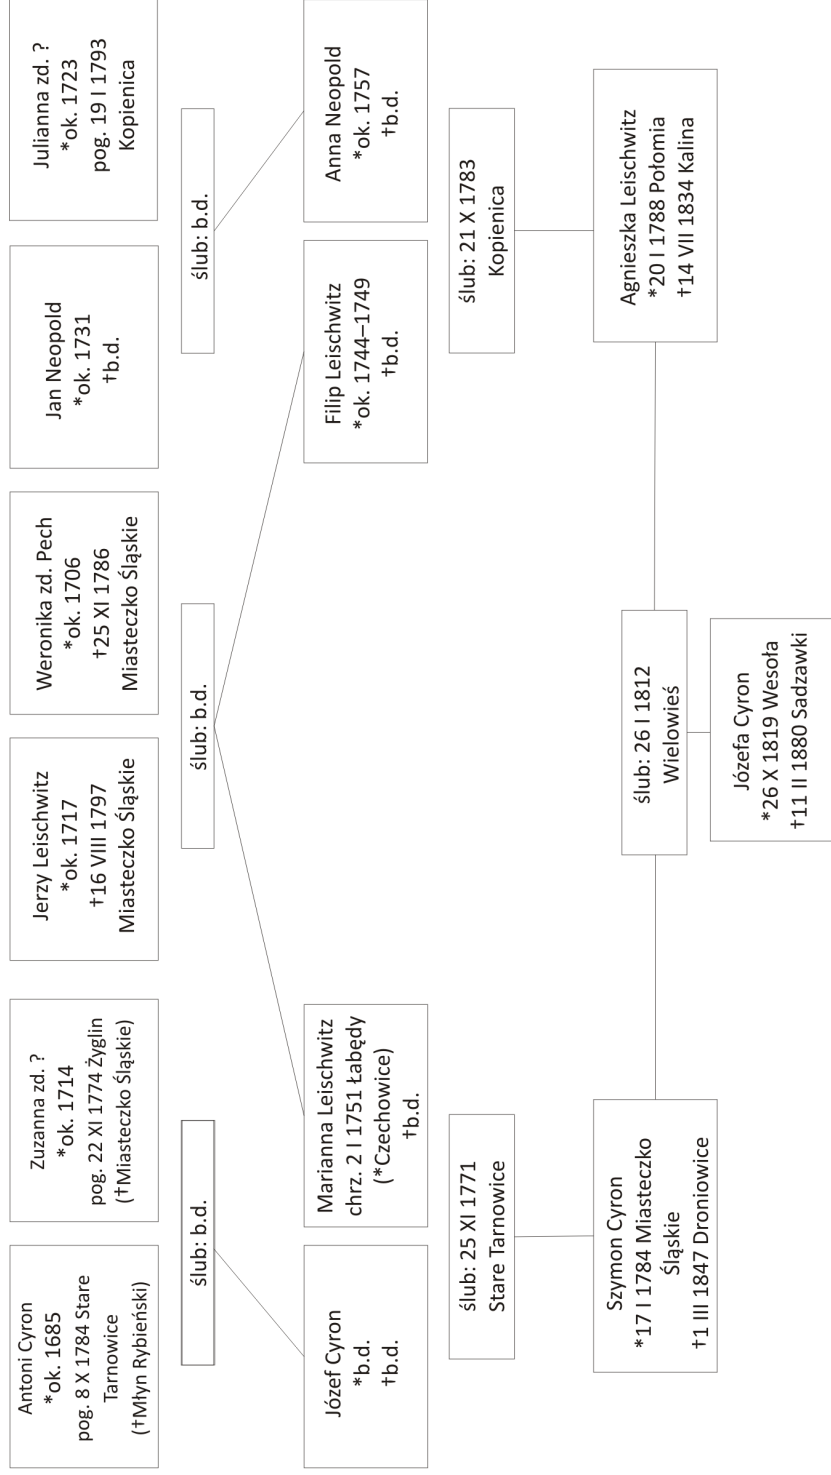 Antoni Cyron
*ok. 1685
pog. 8 X 1784 Stare
Tarnowice
(†Młyn Rybieński)
Zuzanna zd. ?
*ok. 1714
pog. 22 XI 1774 Żyglin
(†Miasteczko Śląskie)
Jerzy Leischwitz
*ok. 1717
†16 VIII 1797
Miasteczko Śląskie
Weronika zd. Pech
*ok. 1706
†25 XI 1786
Miasteczko Śląskie
Jan Neopold
*ok. 1731
†b.d.
Julianna zd. ?
*ok. 1723
pog. 19 I 1793
Kopienica
ślub: b.d.
ślub: b.d.
ślub: b.d.
Józef Cyron
*b.d.
†b.d.
Marianna Leischwitz
chrz. 2 I 1751 Łabędy
(*Czechowice)
†b.d.
Filip Leischwitz
*ok. 1744–1749
†b.d.
Anna Neopold
*ok. 1757
†b.d.
ślub: 25 XI 1771
Stare Tarnowice
ślub: 21 X 1783
Kopienica
Szymon Cyron
*17 I 1784 Miasteczko
Śląskie
†1 III 1847 Droniowice
Agnieszka Leischwitz
*20 I 1788 Połomia
†14 VII 1834 Kalina
ślub: 26 I 1812
Wielowieś
Józefa Cyron
*26 X 1819 Wesoła
†11 II 1880 Sadzawki